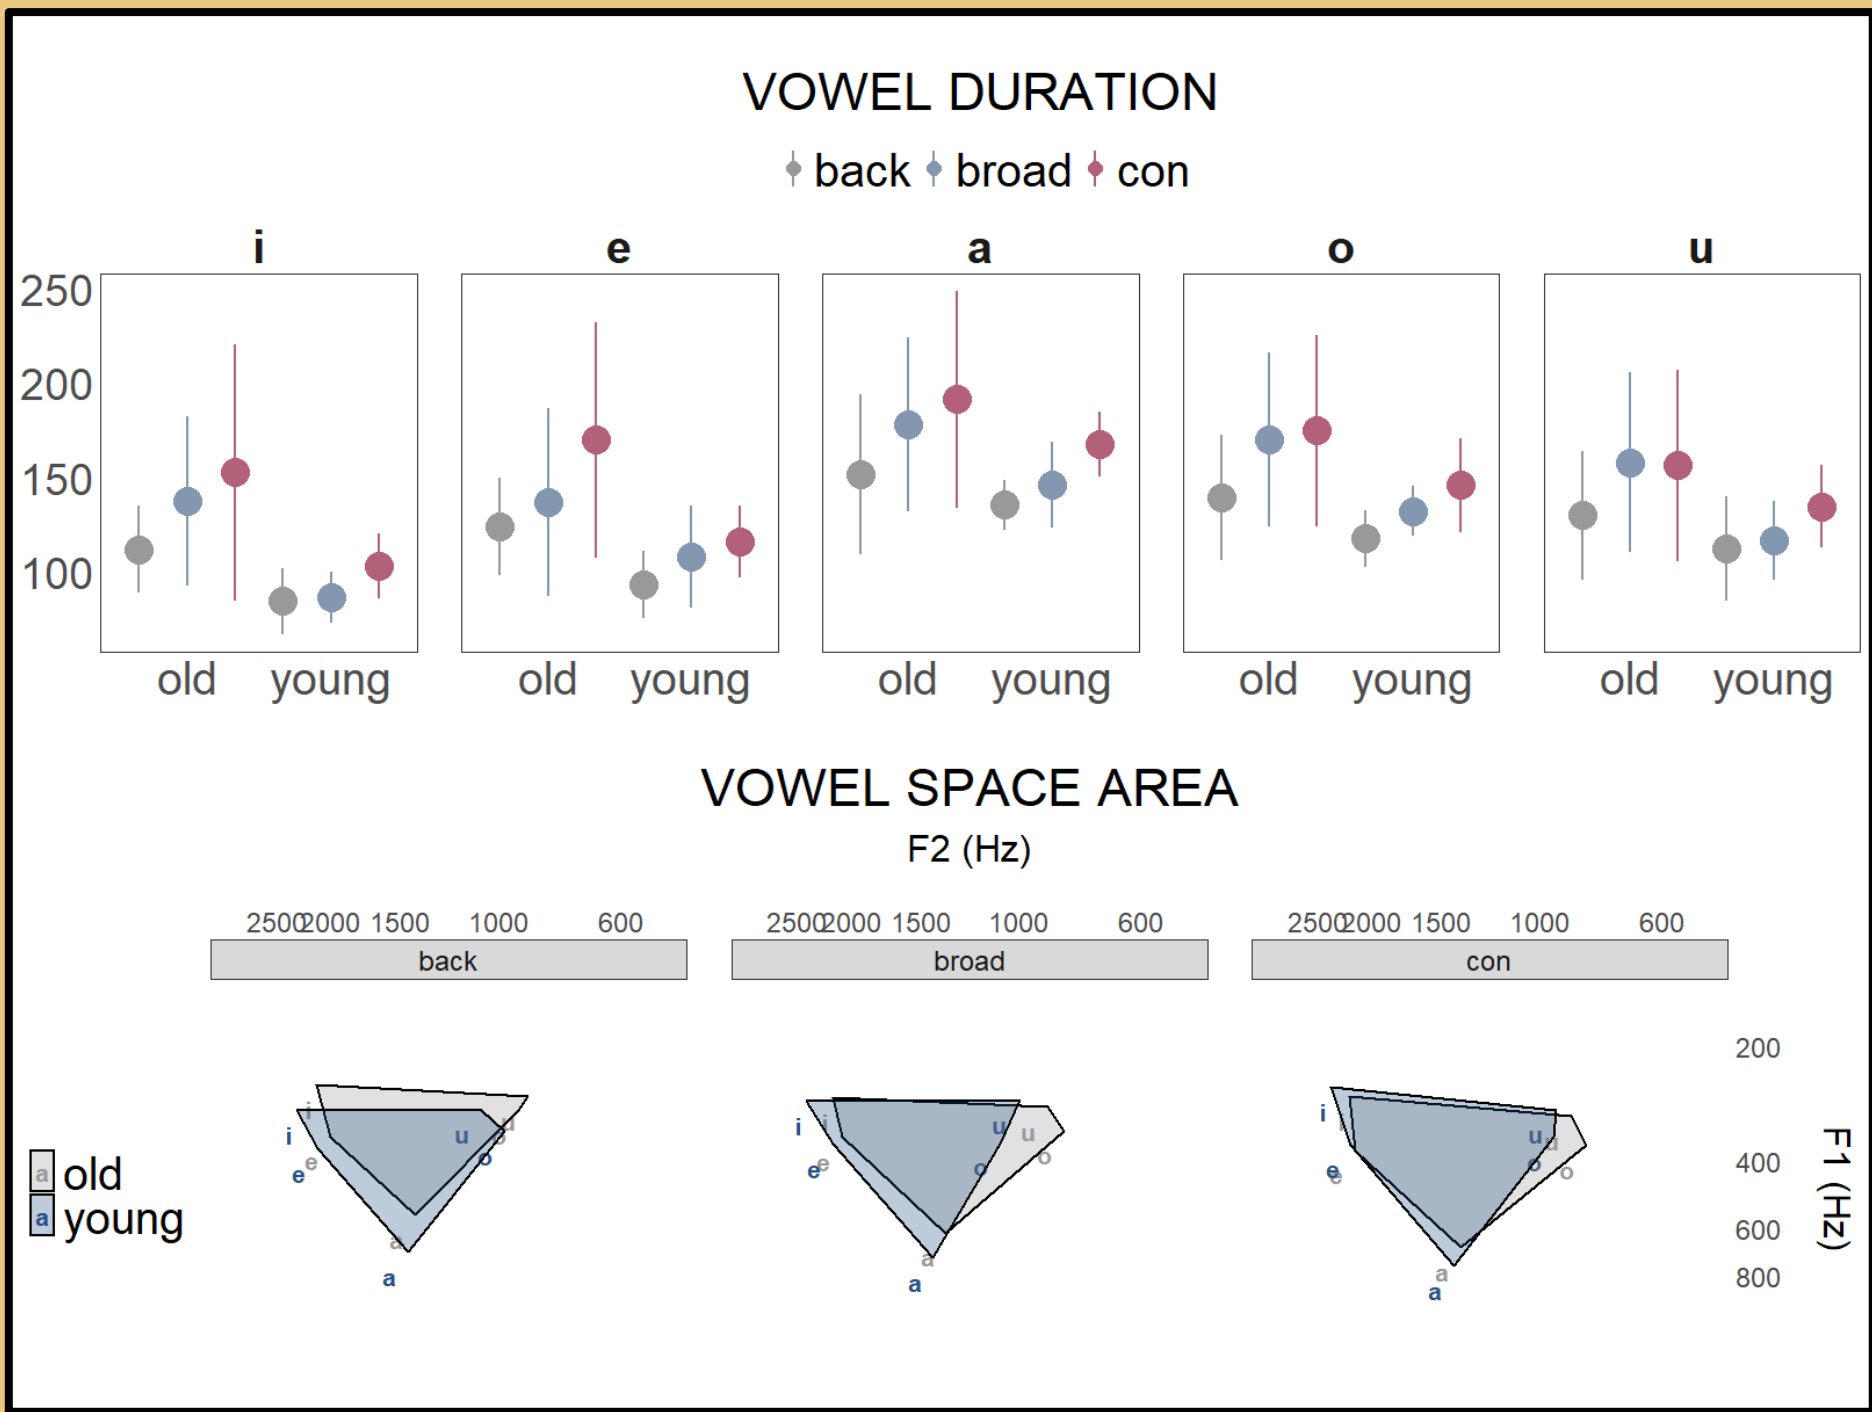 VOWEL DURATION
back broad con
i e a o u
250
200
150
100
old young old young old young old young old young
VOWEL SPACE AREA
F2 (Hz)
2500 2000 1500 1000 600 2500 2000 1500 1000 600 2500 2000 1500 1000 600
back broad con
200
400
600
800
F1 (Hz)
i i e e a a o o u u
i i e e a a o o u u
i i e e a a o o u u
a old
a young